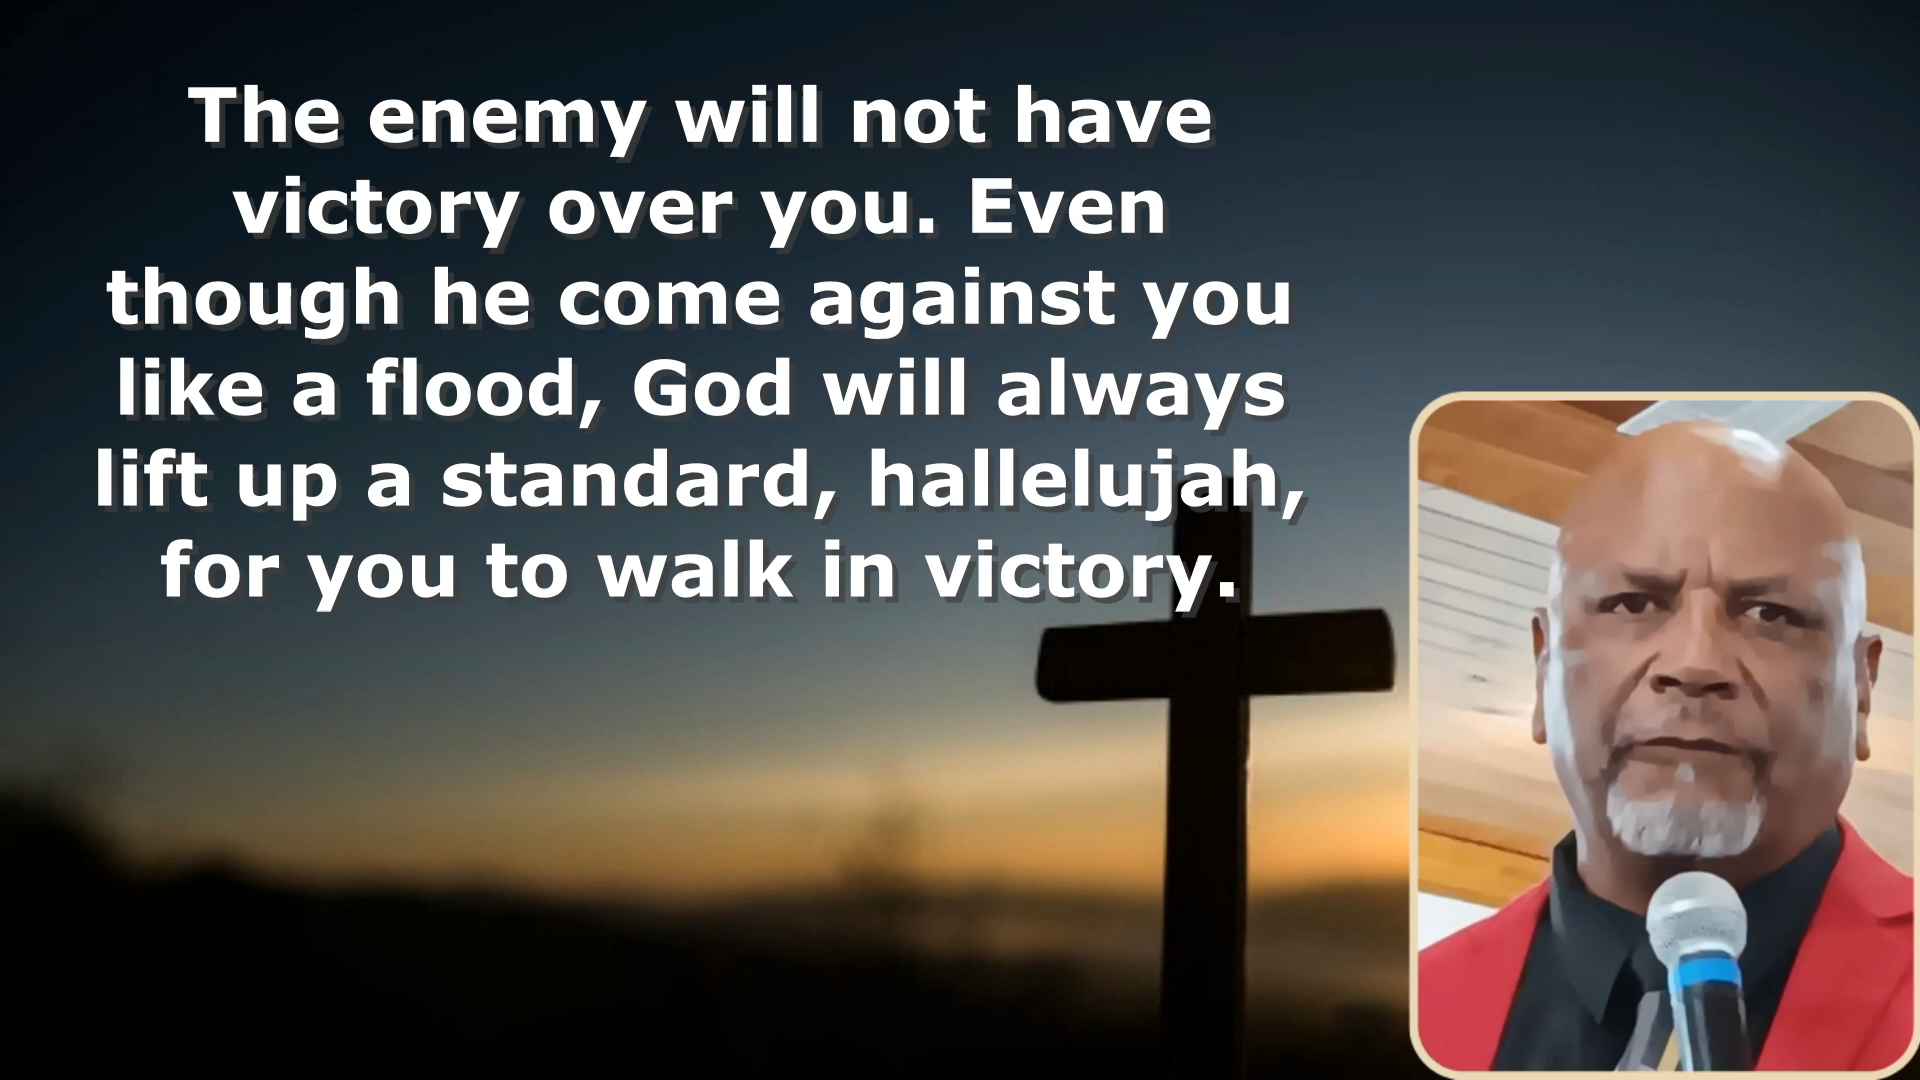 The enemy will not have
victory over you. Even
though he come against you
like a flood, God will always
lift up a standard, hallelujah,
for you to walk in victory.